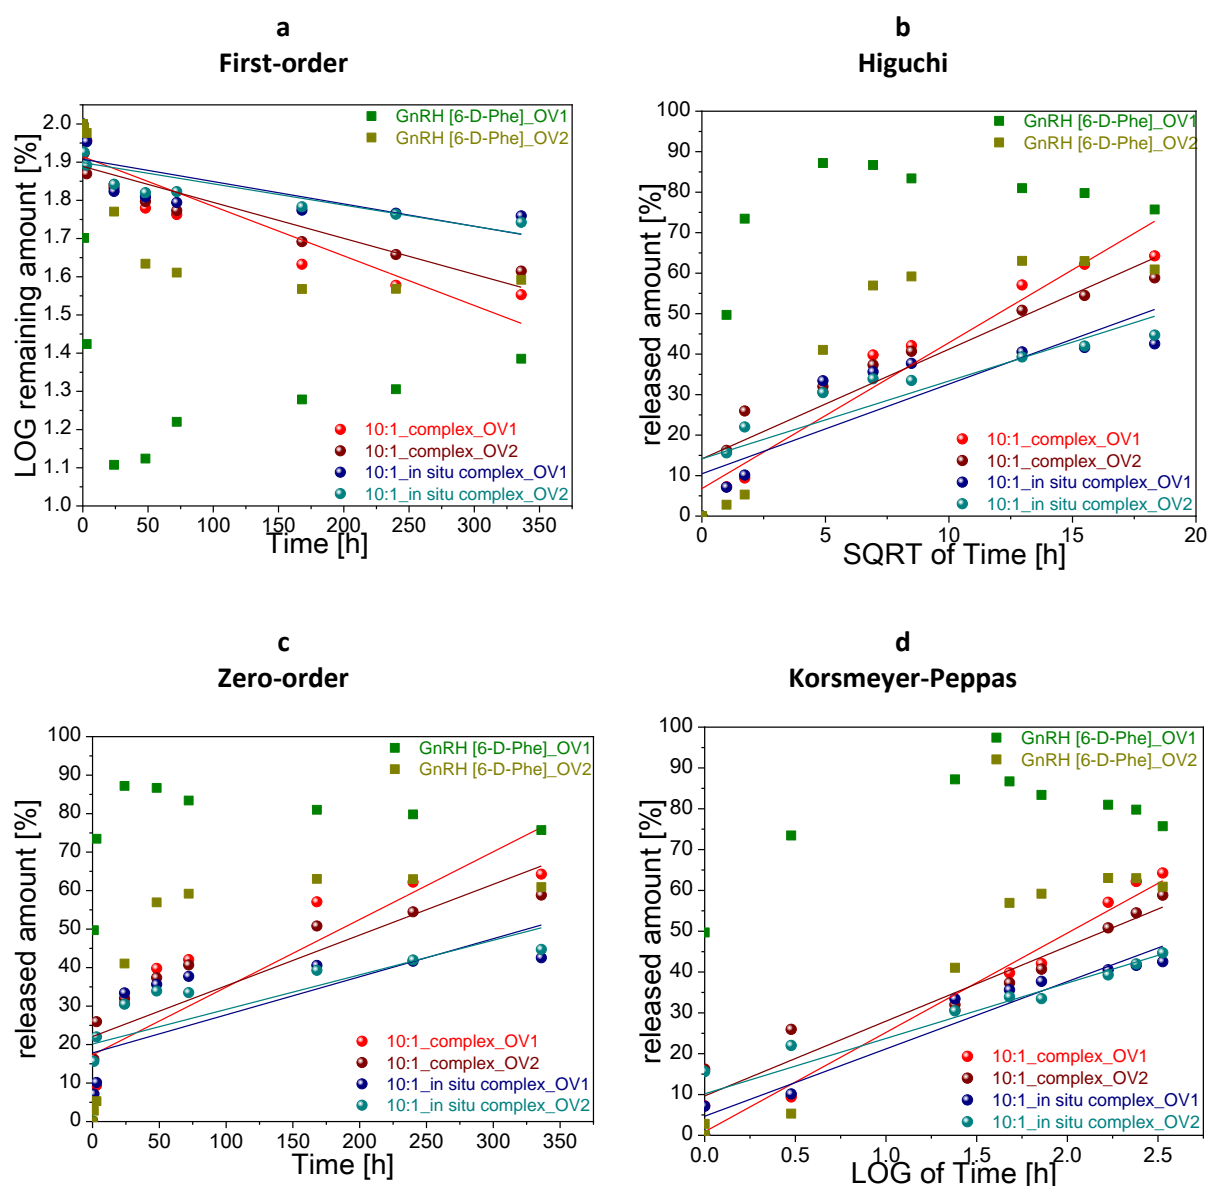 a
First-order
LOG remaining amount [%]
2.0
1.9
1.8
1.7
1.6
1.5
1.4
1.3
1.2
1.1
1.0
GnRH [6-D-Phe]_OV1
GnRH [6-D-Phe]_OV2
10:1_complex_OV1
10:1_complex_OV2
10:1_in situ complex_OV1
10:1_in situ complex_OV2
0 50 100 150 200 250 300 350
Time [h]
b
Higuchi
released amount [%]
100
90
80
70
60
50
40
30
20
10
0
GnRH [6-D-Phe]_OV1
GnRH [6-D-Phe]_OV2
10:1_complex_OV1
10:1_complex_OV2
10:1_in situ complex_OV1
10:1_in situ complex_OV2
0 5 10 15 20
SQRT of Time [h]
c
Zero-order
released amount [%]
100
90
80
70
60
50
40
30
20
10
0
GnRH [6-D-Phe]_OV1
GnRH [6-D-Phe]_OV2
10:1_complex_OV1
10:1_complex_OV2
10:1_in situ complex_OV1
10:1_in situ complex_OV2
0 50 100 150 200 250 300 350
Time [h]
d
Korsmeyer-Peppas
released amount [%]
100
90
80
70
60
50
40
30
20
10
0
GnRH [6-D-Phe]_OV1
GnRH [6-D-Phe]_OV2
10:1_complex_OV1
10:1_complex_OV2
10:1_in situ complex_OV1
10:1_in situ complex_OV2
0.0 0.5 1.0 1.5 2.0 2.5
LOG of Time [h]